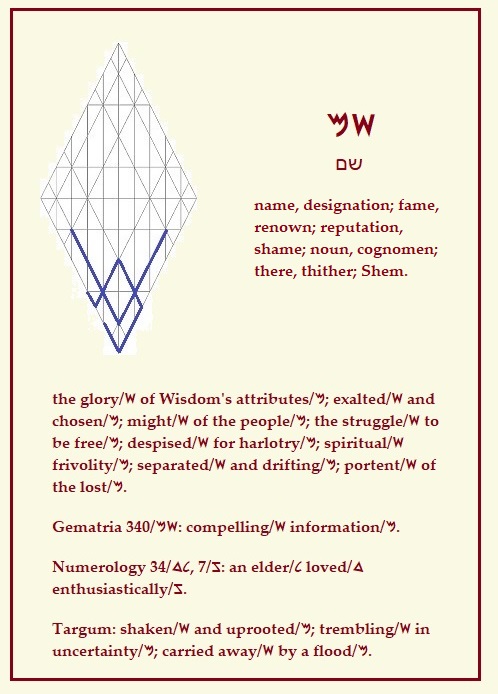 𐤔𐤌
שם
name, designation; fame,
renown; reputation,
shame; noun, cognomen;
there, thither; Shem.
the glory/𐤔 of Wisdom's attributes/𐤌; exalted/𐤔 and
chosen/𐤌; might/𐤔 of the people/𐤌; the struggle/𐤔 to
be free/𐤌; despised/𐤔 for harlotry/𐤌; spiritual/𐤔
frivolity/𐤌; separated/𐤔 and drifting/𐤌; portent/𐤔 of
the lost/𐤌.
Gematria 340/𐤔𐤌: compelling/𐤔 information/𐤌.
Numerology 34/𐤋𐤃, 7/𐤆: an elder/𐤋 loved/𐤃
enthusiastically/𐤆.
Targum: shaken/𐤔 and uprooted/𐤌; trembling/𐤔 in
uncertainty/𐤌; carried away/𐤔 by a flood/𐤌.